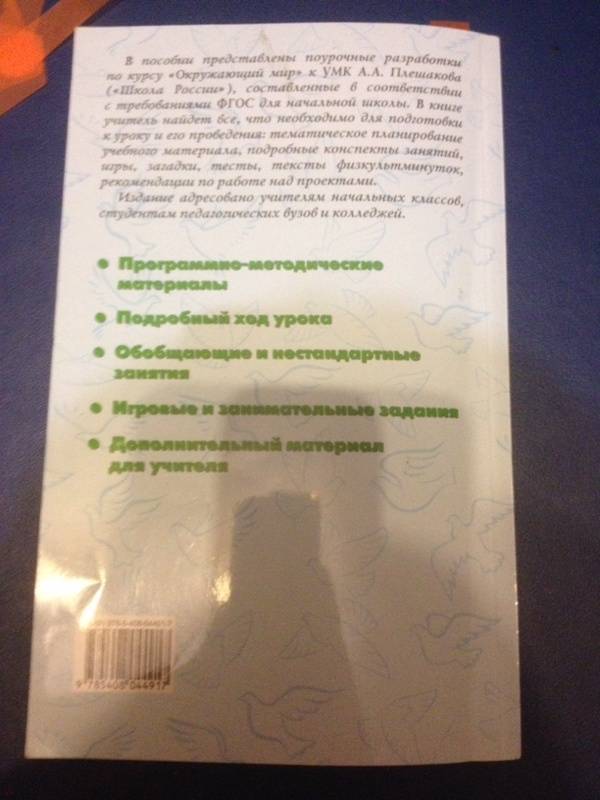 В пособии представлены поурочные разработки
по курсу «Окружающий мир» к УМК А.А. Плешакова
(«Школа России»), составленные в соответствии
с требованиями ФГОС для начальной школы. В книге
учитель найдет все, что необходимо для подготовки
к уроку и его проведения: тематическое планирование
учебного материала, подробные конспекты занятий,
игры, загадки, тесты, тексты физкультминуток,
рекомендации по работе над проектами.
Издание адресовано учителям начальных классов,
студентам педагогических вузов и колледжей.
• Программно-методические
материалы
• Подробный ход урока
• Обобщающие и нестандартные
занятия
• Игровые и занимательные задания
• Дополнительный материал
для учителя
9 785408 044917